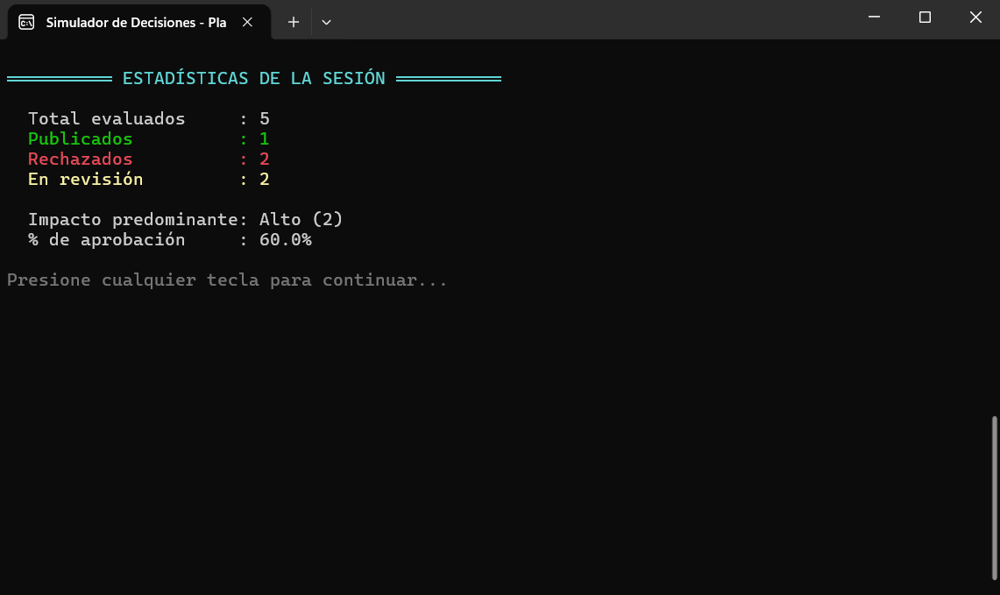 Simulador de Decisiones - Pla
ESTADÍSTICAS DE LA SESIÓN
Total evaluados : 5
Publicados : 1
Rechazados : 2
En revisión : 2
Impacto predominante: Alto (2)
% de aprobación : 60.0%
Presione cualquier tecla para continuar...